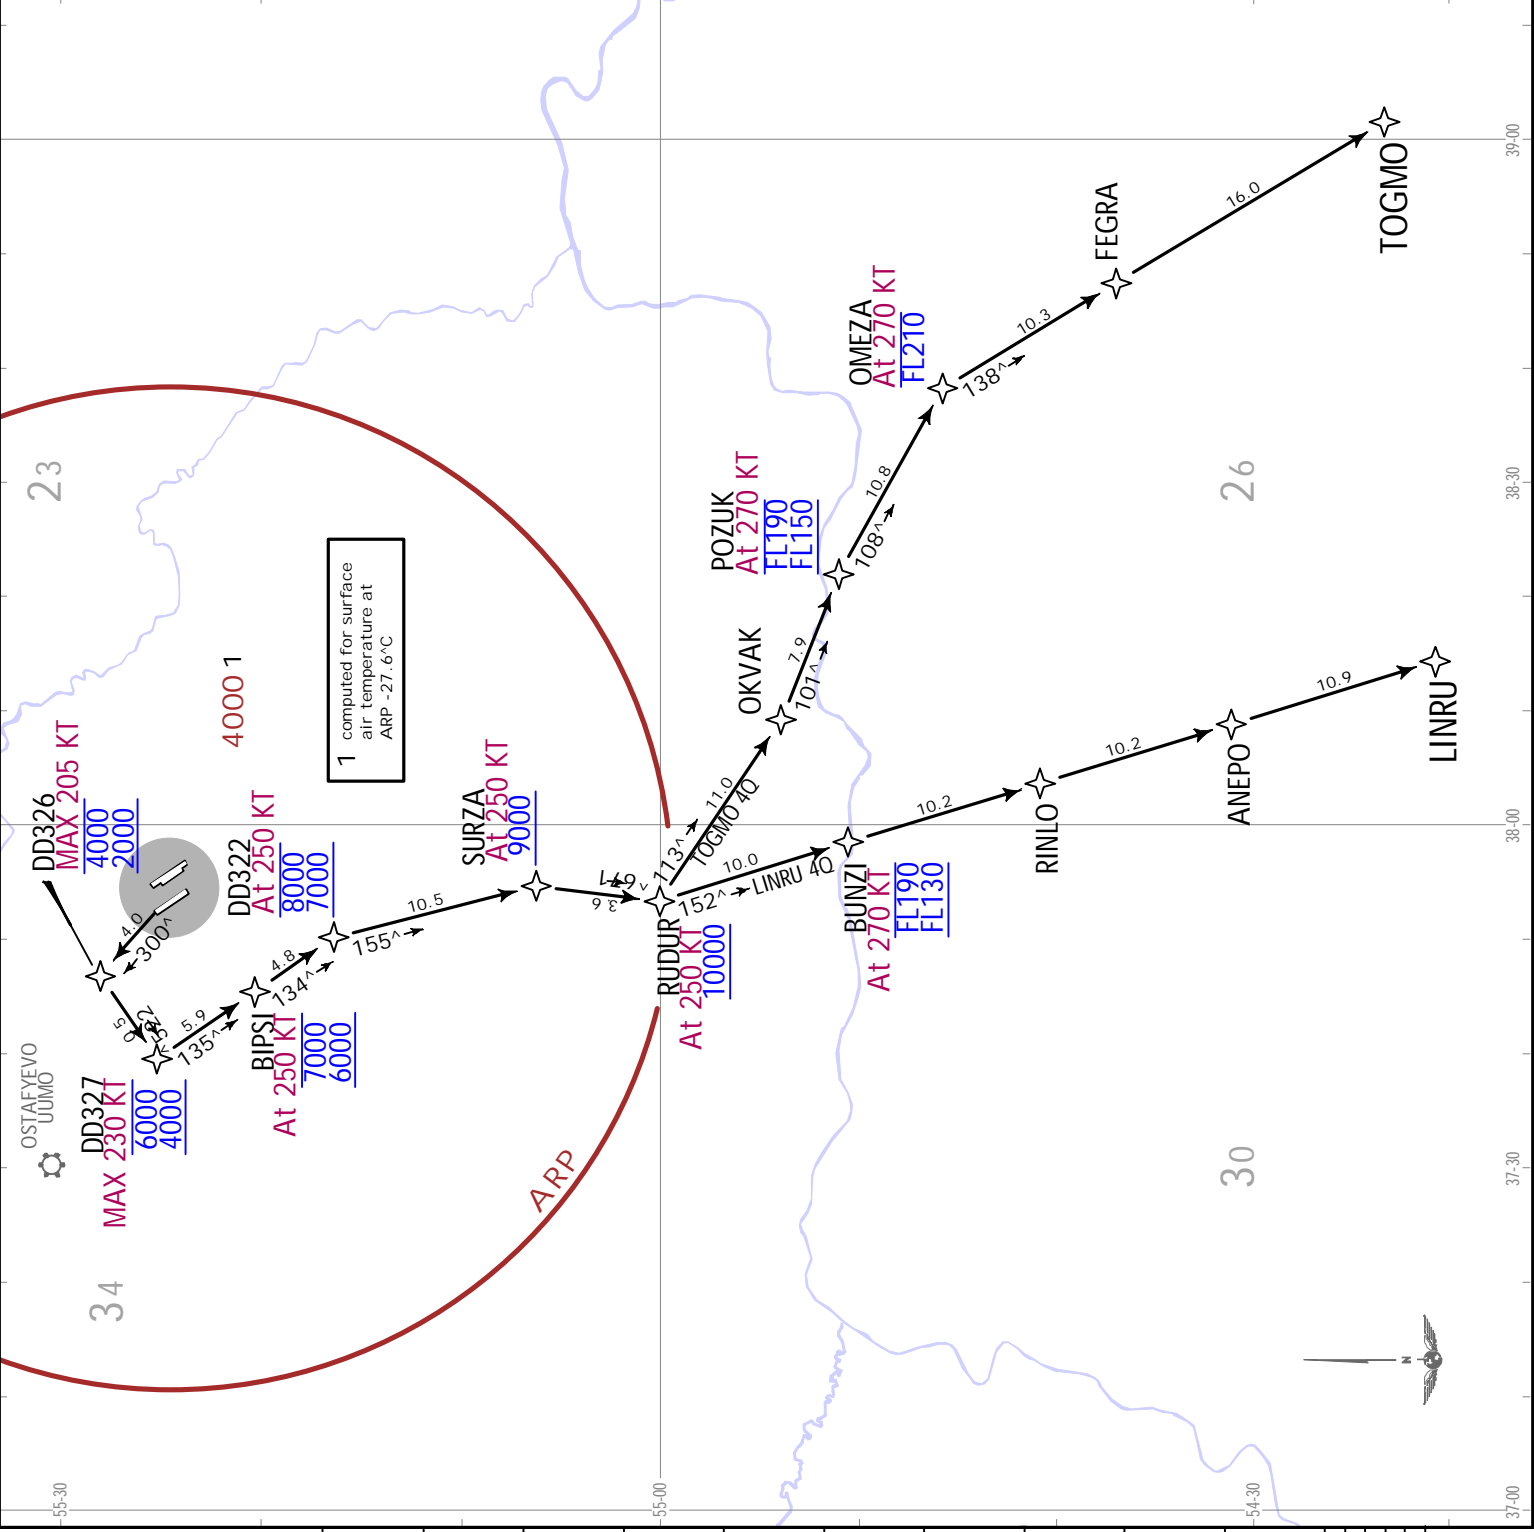 23
4000 1
1 computed for surface
air temperature at
ARP -27.6^C
DD326
MAX 205 KT
4000
2000
4.0
300^
OSTAFYEVO
UUMO
DD327
MAX 230 KT
6000
4000
5.9
135^
BIPSI
At 250 KT
7000
6000
4.8
134^
DD322
At 250 KT
8000
7000
10.5
155^
SURZA
At 250 KT
9000
3.6
RUDUR
At 250 KT
10000
113^
11.0
TOGMO 4Q
OKVAK
7.9
101^
POZUK
At 270 KT
FL190
FL150
10.8
108^
OMEZA
At 270 KT
FL210
10.3
138^
FEGRA
16.0
TOGMO
152^
10.0
LINRU 4Q
BUNZI
At 270 KT
FL190
FL130
10.2
RINLO
10.2
ANEPO
10.9
LINRU
ARP
34
26
30
N
55-30
55-00
54-30
39-00
38-30
38-00
37-30
37-00